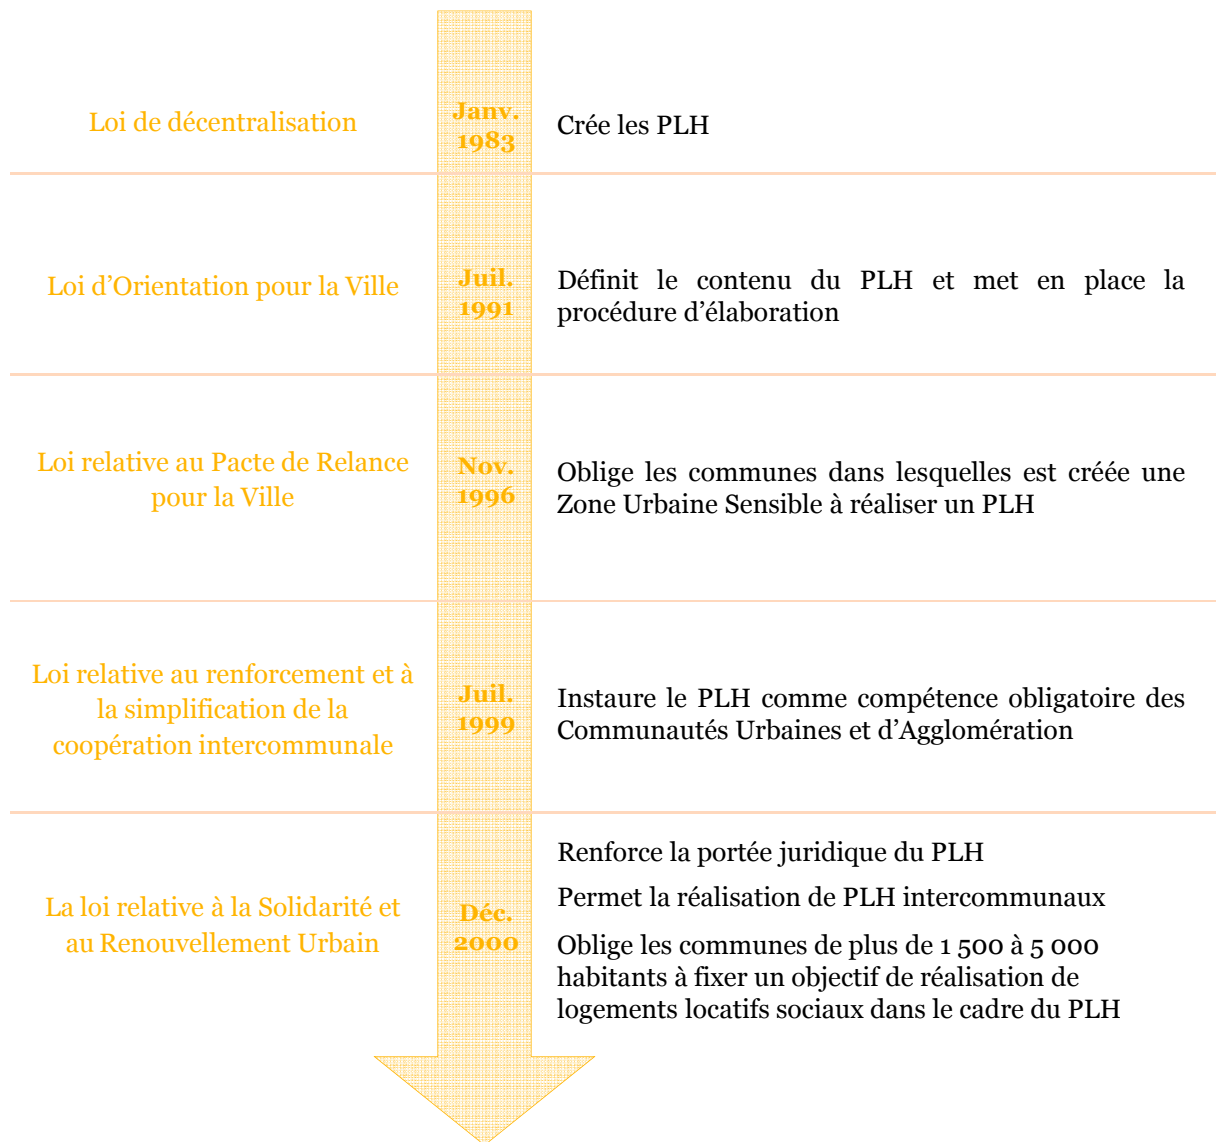 Loi de décentralisation
Janv.
1983
Crée les PLH
Loi d’Orientation pour la Ville
Juil.
1991
Définit le contenu du PLH et met en place la
procédure d’élaboration
Loi relative au Pacte de Relance
pour la Ville
Nov.
1996
Oblige les communes dans lesquelles est créée une
Zone Urbaine Sensible à réaliser un PLH
Loi relative au renforcement et à
la simplification de la
coopération intercommunale
Juil.
1999
Instaure le PLH comme compétence obligatoire des
Communautés Urbaines et d’Agglomération
La loi relative à la Solidarité et
au Renouvellement Urbain
Déc.
2000
Renforce la portée juridique du PLH
Permet la réalisation de PLH intercommunaux
Oblige les communes de plus de 1 500 à 5 000
habitants à fixer un objectif de réalisation de
logements locatifs sociaux dans le cadre du PLH